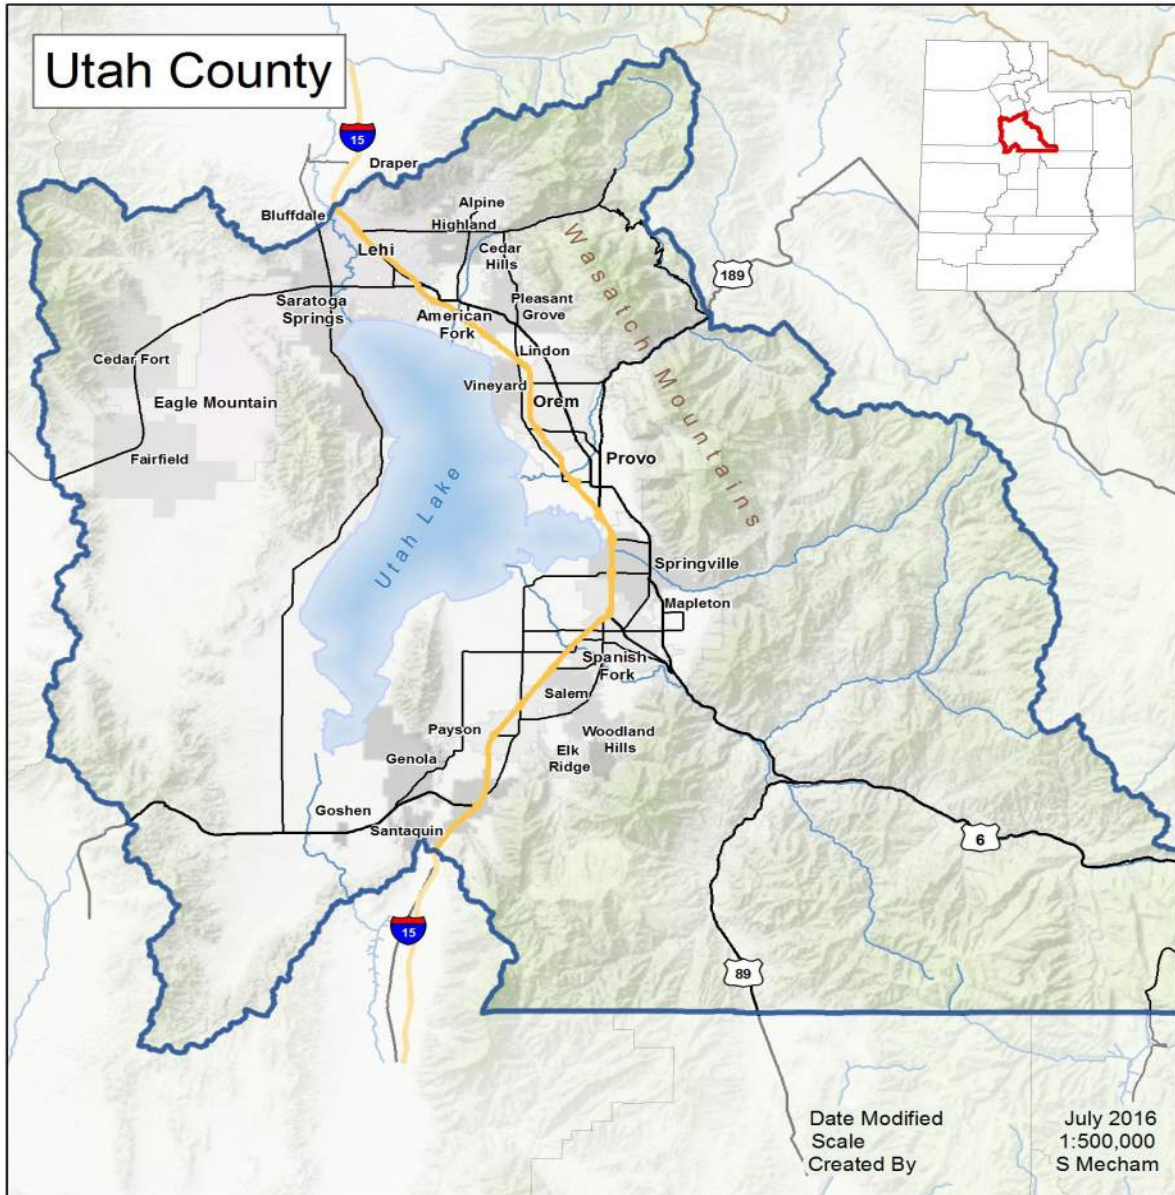 Utah County
15
Draper
Alpine
Bluffdale
Highland
Lehi
Cedar
Hills
189
Saratoga
Springs
Pleasant
Grove
American
Fork
Wasatch Mountains
Lindon
Cedar Fort
Vineyard
Eagle Mountain
Orem
Fairfield
Provo
Utah Lake
Springville
Mapleton
Spanish
Fork
Salem
Payson
Woodland
Hills
Elk
Ridge
Genola
Goshen
Santaquin
6
15
89
Date Modified July 2016
Scale 1:500,000
Created By S Mecham